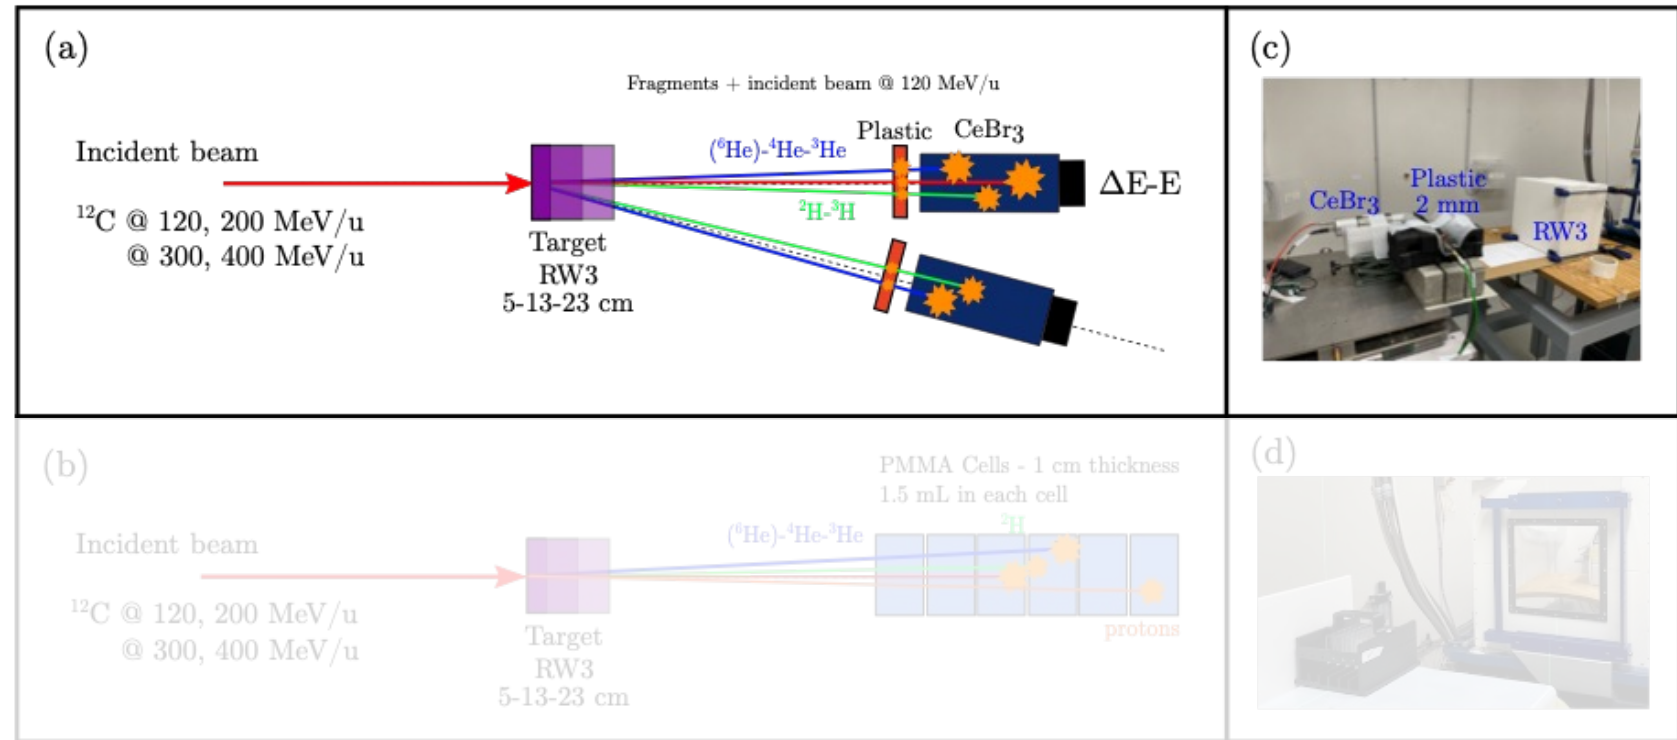 (a)
Fragments + incident beam @ 120 MeV/u
Plastic CeBr₃
Incident beam
(⁶He)-⁴He-³He
ΔE-E
²H-³H
¹²C @ 120, 200 MeV/u
@ 300, 400 MeV/u
Target
RW3
5-13-23 cm
(c)
CeBr₃
Plastic
2 mm
RW3
(b)
PMMA Cells - 1 cm thickness
1.5 mL in each cell
(⁶He)-⁴He-³He
²H
Incident beam
¹²C @ 120, 200 MeV/u
@ 300, 400 MeV/u
Target
RW3
5-13-23 cm
protons
(d)